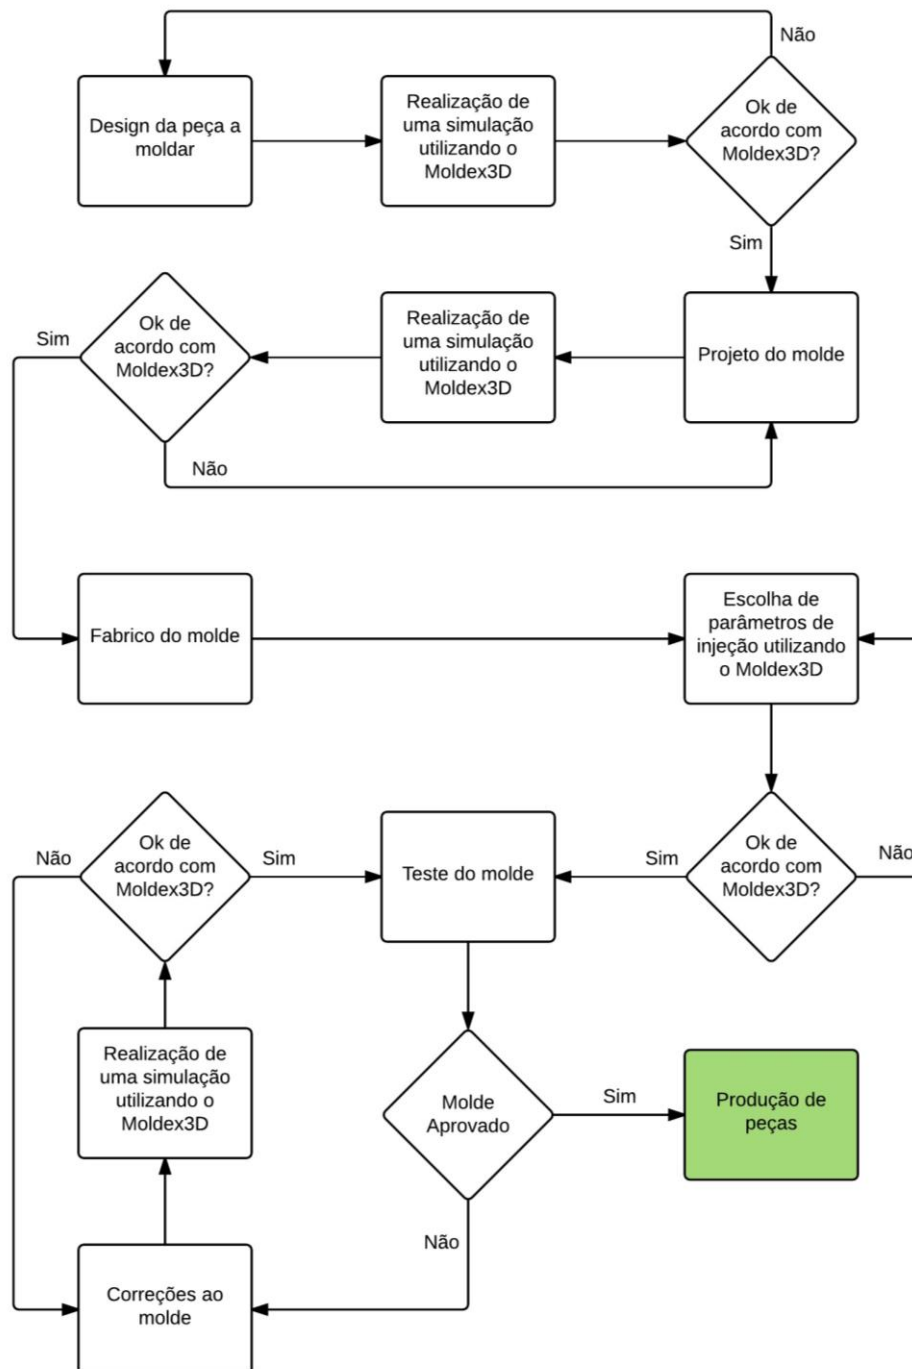 Não
Design da peça a
moldar
Realização de
uma simulação
utilizando o
Moldex3D
Ok de
acordo com
Moldex3D?
Sim
Sim
Ok de
acordo com
Moldex3D?
Realização de
uma simulação
utilizando o
Moldex3D
Projeto do molde
Não
Fabrico do molde
Escolha de
parâmetros de
injeção utilizando
o Moldex3D
Não
Ok de
acordo com
Moldex3D?
Sim
Teste do molde
Sim
Ok de
acordo com
Moldex3D?
Não
Realização de
uma simulação
utilizando o
Moldex3D
Molde
Aprovado
Sim
Produção de
peças
Não
Correções ao
molde